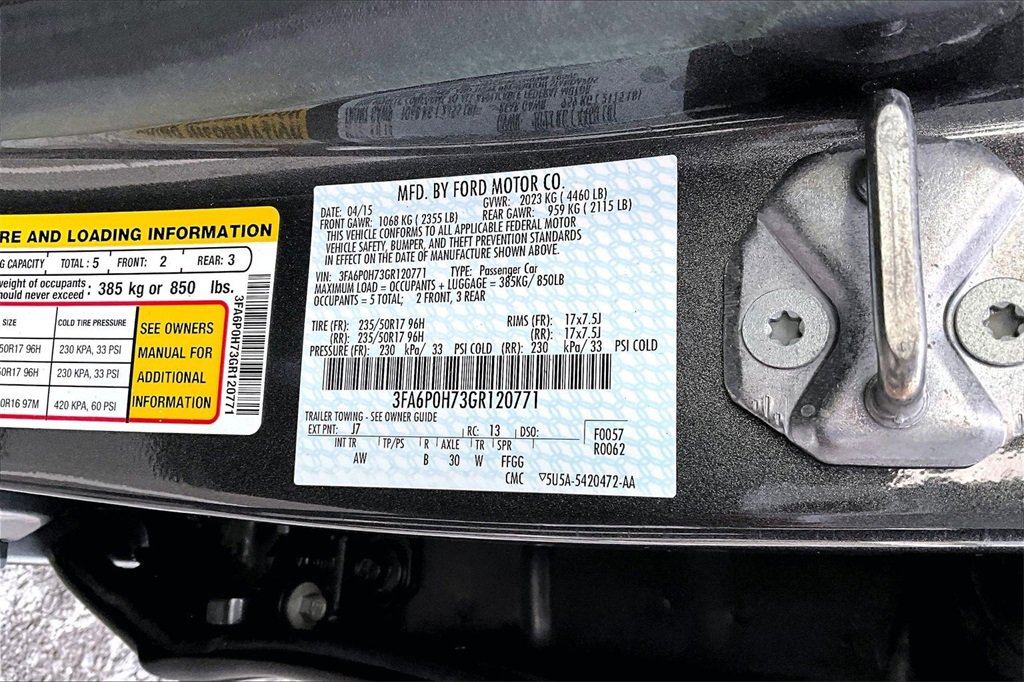 RE AND LOADING INFORMATION
G CAPACITY TOTAL : 5 FRONT: 2 REAR: 3
weight of occupants
hould never exceed : 385 kg or 850 lbs.
SIZE COLD TIRE PRESSURE SEE OWNERS
50R17 96H 230 KPA, 33 PSI MANUAL FOR
50R17 96H 230 KPA, 33 PSI ADDITIONAL
0R16 97M 420 KPA, 60 PSI INFORMATION
3FA6P0H73GR120771
MFD. BY FORD MOTOR CO.
DATE: 04/15 GVWR: 2023 KG ( 4460 LB)
FRONT GAWR: 1068 KG ( 2355 LB) REAR GAWR: 959 KG ( 2115 LB)
THIS VEHICLE CONFORMS TO ALL APPLICABLE FEDERAL MOTOR
VEHICLE SAFETY, BUMPER, AND THEFT PREVENTION STANDARDS
IN EFFECT ON THE DATE OF MANUFACTURE SHOWN ABOVE.
VIN: 3FA6P0H73GR120771 TYPE: Passenger Car
MAXIMUM LOAD = OCCUPANTS + LUGGAGE = 385KG/ 850LB
OCCUPANTS = 5 TOTAL; 2 FRONT, 3 REAR
TIRE (FR): 235/50R17 96H RIMS (FR): 17x7.5J
(RR): 235/50R17 96H (RR): 17x7.5J
PRESSURE (FR): 230 kPa/ 33 PSI COLD (RR): 230 kPa/ 33 PSI COLD
3FA6P0H73GR120771
TRAILER TOWING - SEE OWNER GUIDE
EXT PNT: J7 RC: 13 DSO: F0057
INT TR TP/PS R AXLE TR SPR R0062
AW B 30 W FFGG
CMC ▽5U5A-5420472-AA